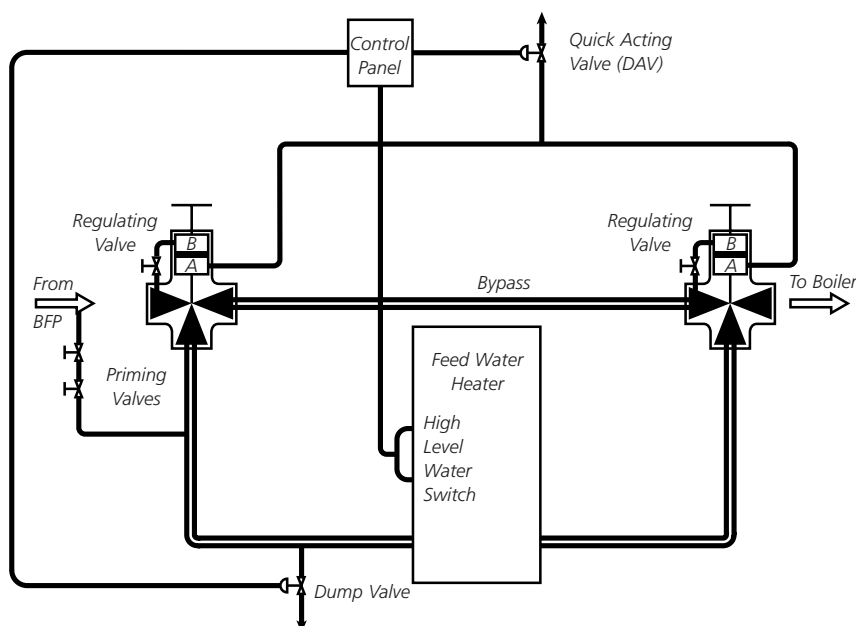 Control
Panel
Quick Acting
Valve (DAV)
Regulating
Valve
B
A
Regulating
Valve
B
A
From
BFP
Bypass
To Boiler
Priming
Valves
Feed Water
Heater
High
Level
Water
Switch
Dump Valve